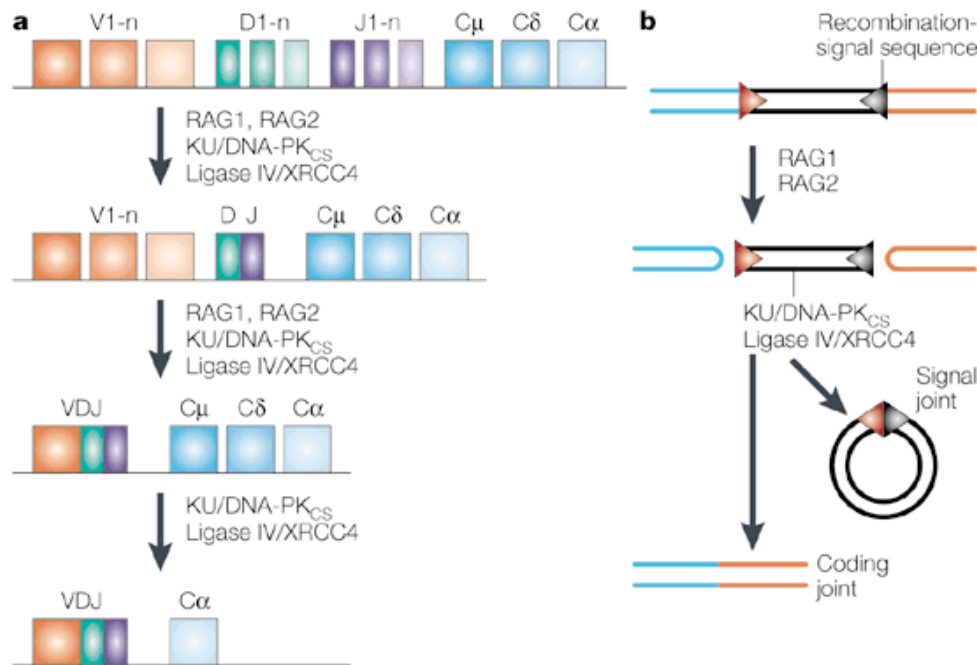 a
V1-n D1-n J1-n Cμ Cδ Cα
RAG1, RAG2
KU/DNA-PKCS
Ligase IV/XRCC4
V1-n D J Cμ Cδ Cα
RAG1, RAG2
KU/DNA-PKCS
Ligase IV/XRCC4
VDJ Cμ Cδ Cα
KU/DNA-PKCS
Ligase IV/XRCC4
VDJ Cα
b
Recombination-
signal sequence
RAG1
RAG2
KU/DNA-PKCS
Ligase IV/XRCC4
Signal
joint
Coding
joint